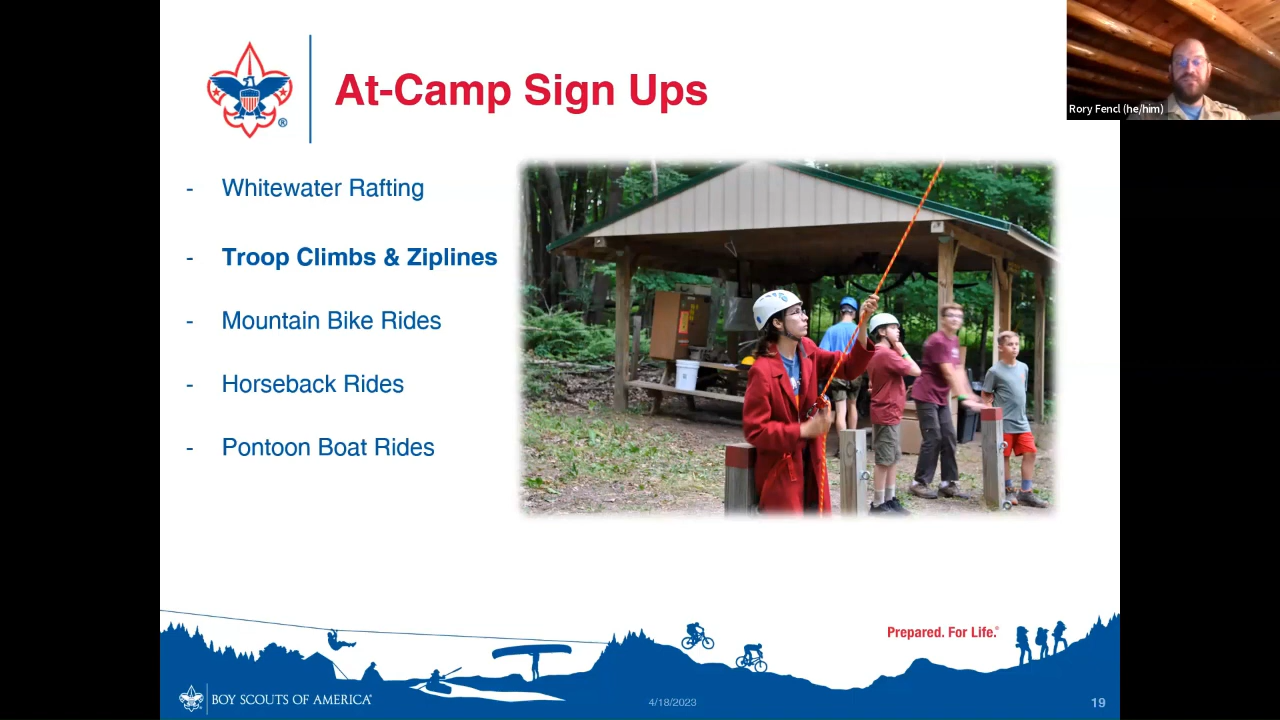 At-Camp Sign Ups
®
Rory Fencl (he/him)
- Whitewater Rafting
- Troop Climbs & Ziplines
- Mountain Bike Rides
- Horseback Rides
- Pontoon Boat Rides
Prepared. For Life.®
BOY SCOUTS OF AMERICA®
4/18/2023
19